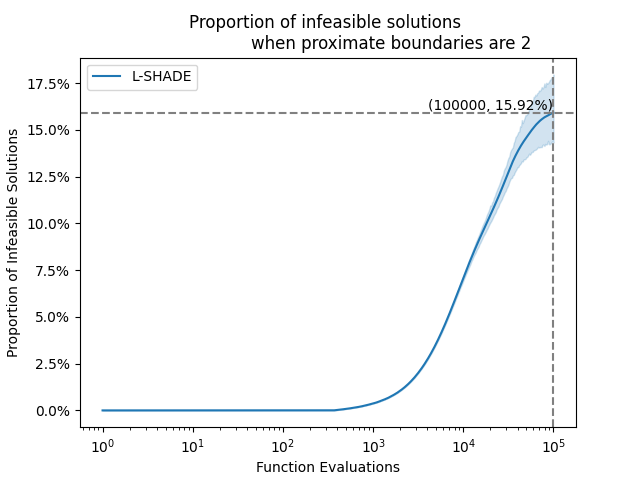 Proportion of infeasible solutions
when proximate boundaries are 2
L-SHADE
(100000, 15.92%)
17.5%
15.0%
12.5%
10.0%
7.5%
5.0%
2.5%
0.0%
Proportion of Infeasible Solutions
10⁰ 10¹ 10² 10³ 10⁴ 10⁵
Function Evaluations